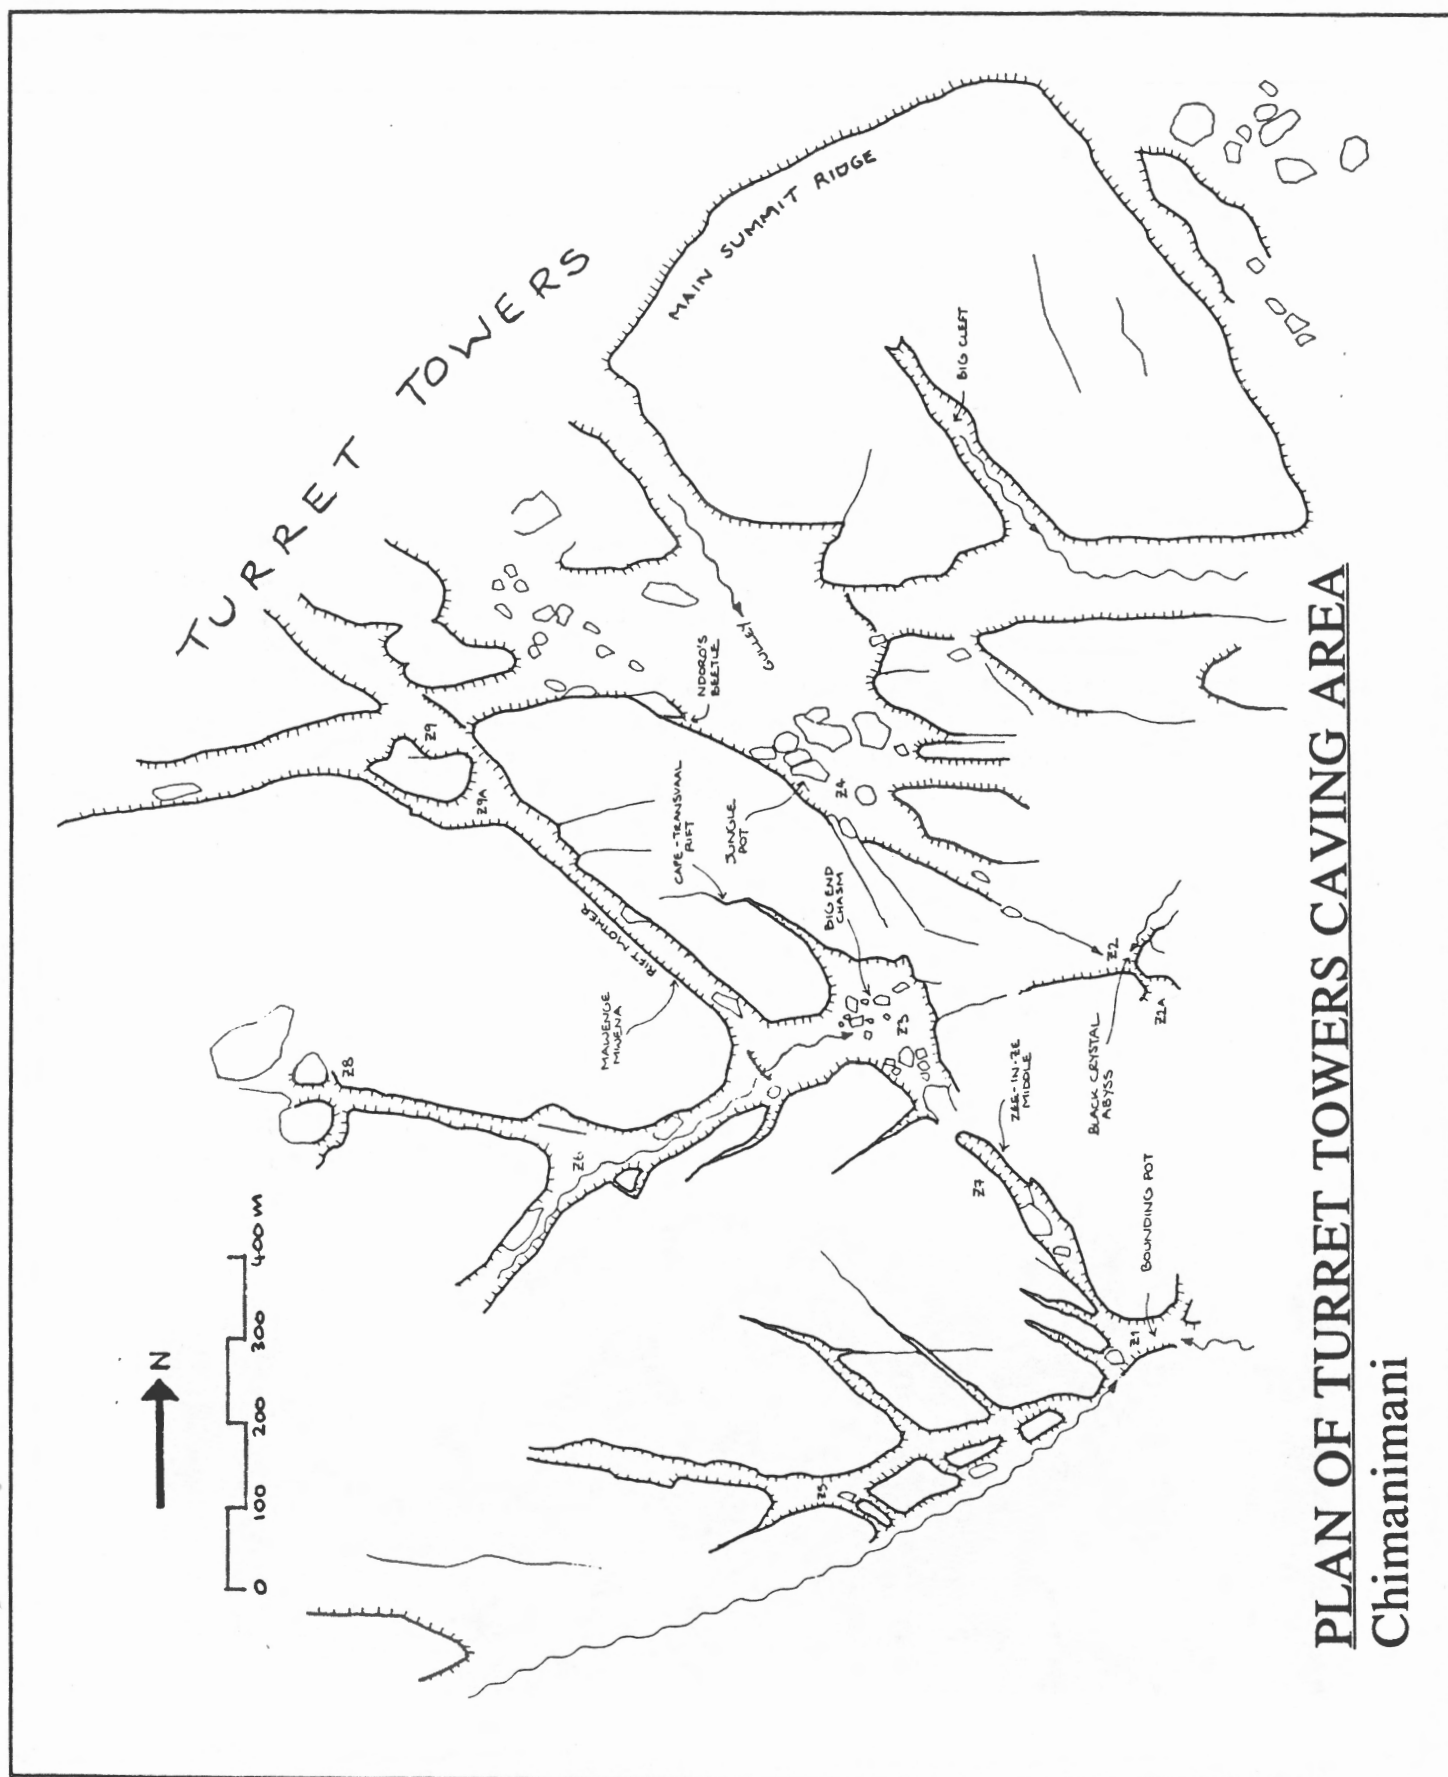 TURRET TOWERS
MAIN SUMMIT RIDGE
BIG CLEFT
GULLEY
NDORO'S
BEETLE
Z9
Z9A
CAPE-TRANSVAAL
RIFT
JUNGLE
POT
Z4
RIFT MOTHER
BIG END
CHASM
MAWENGE
MWENA
Z3
Z2
Z2A
BLACK CRYSTAL
ABYSS
ZEE-IN-ZE
MIDDLE
Z8
Z6
Z7
BOUNDING POT
Z1
Z5
N
0 100 200 300 400 m
PLAN OF TURRET TOWERS CAVING AREA
Chimanimani